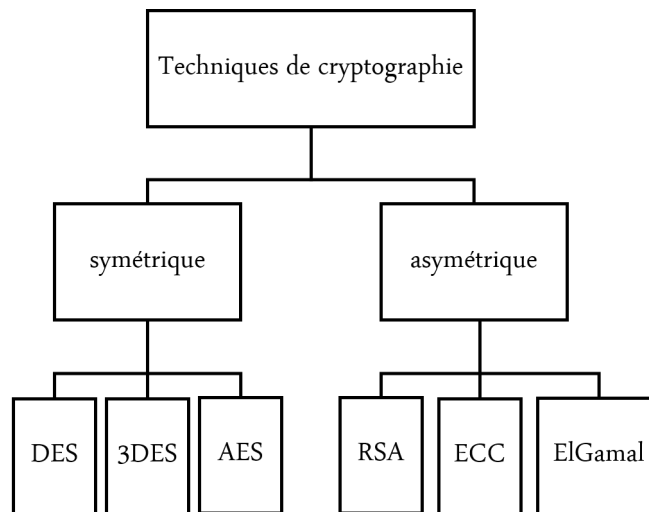 Techniques de cryptographie
symétrique
asymétrique
DES
3DES
AES
RSA
ECC
ElGamal